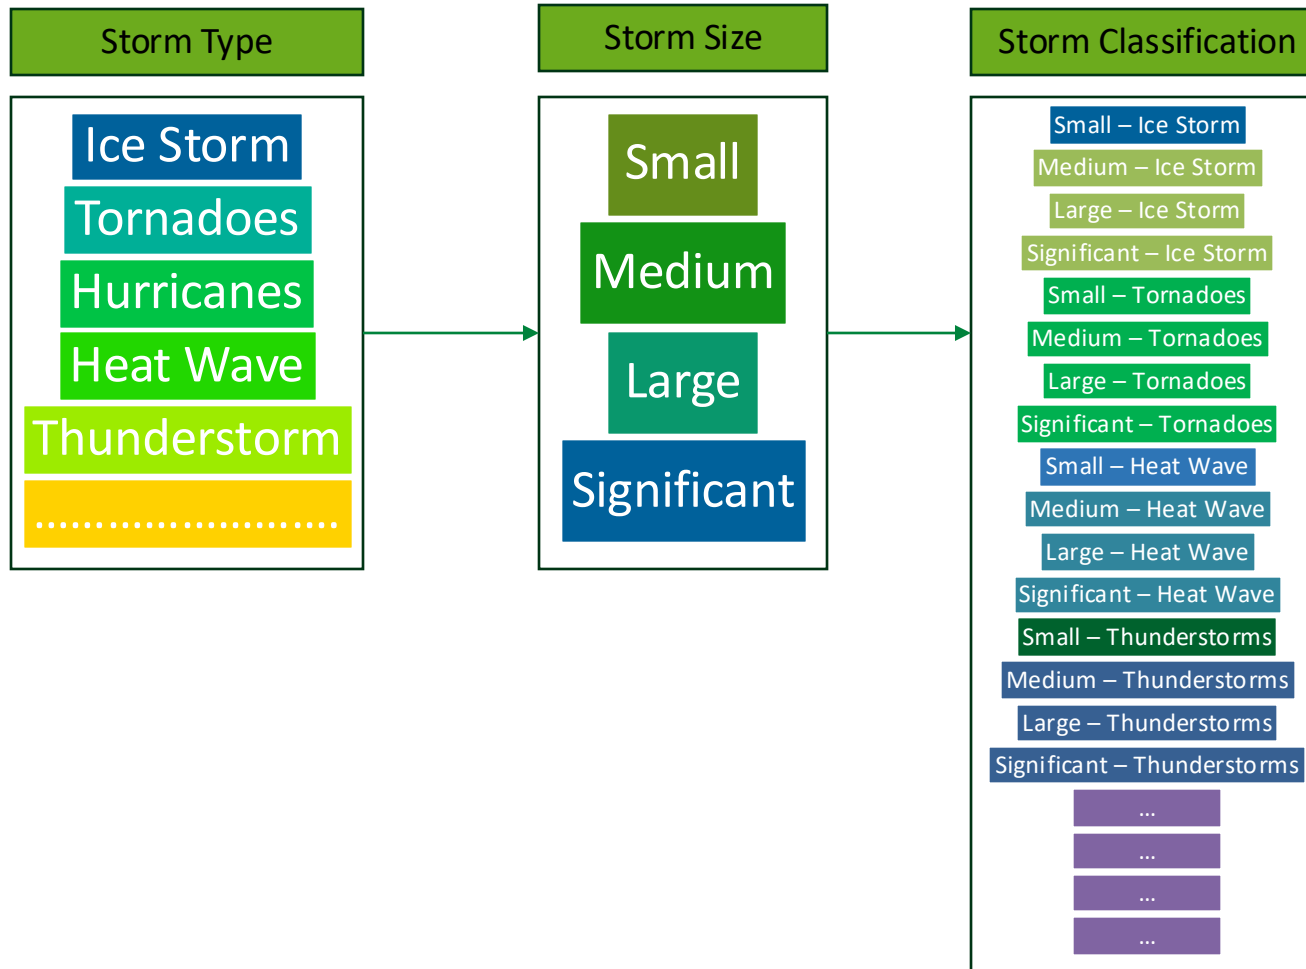 Storm Type
Ice Storm
Tornadoes
Hurricanes
Heat Wave
Thunderstorm
.........................
Storm Size
Small
Medium
Large
Significant
Storm Classification
Small – Ice Storm
Medium – Ice Storm
Large – Ice Storm
Significant – Ice Storm
Small – Tornadoes
Medium – Tornadoes
Large – Tornadoes
Significant – Tornadoes
Small – Heat Wave
Medium – Heat Wave
Large – Heat Wave
Significant – Heat Wave
Small – Thunderstorms
Medium – Thunderstorms
Large – Thunderstorms
Significant – Thunderstorms
...
...
...
...